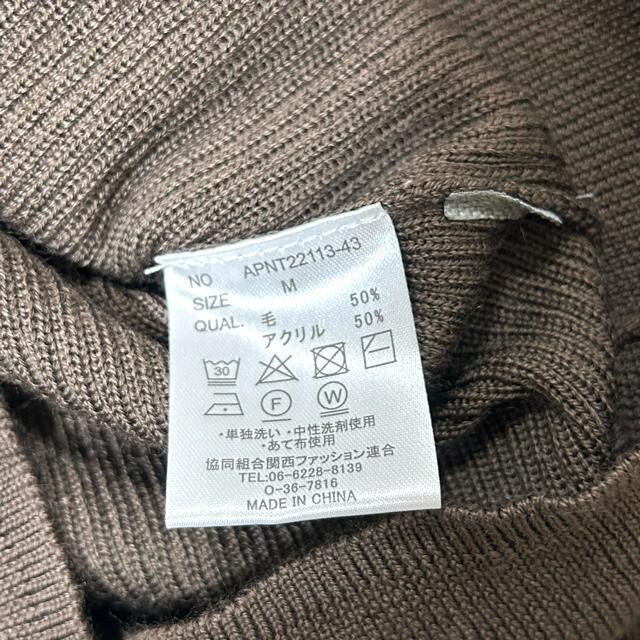 NO APNT22113-43
SIZE M
QUAL. 毛 50%
アクリル 50%
30
F W
・単独洗い ・中性洗剤使用
・あて布使用
協同組合関西ファッション連合
TEL:06-6228-8139
O-36-7816
MADE IN CHINA